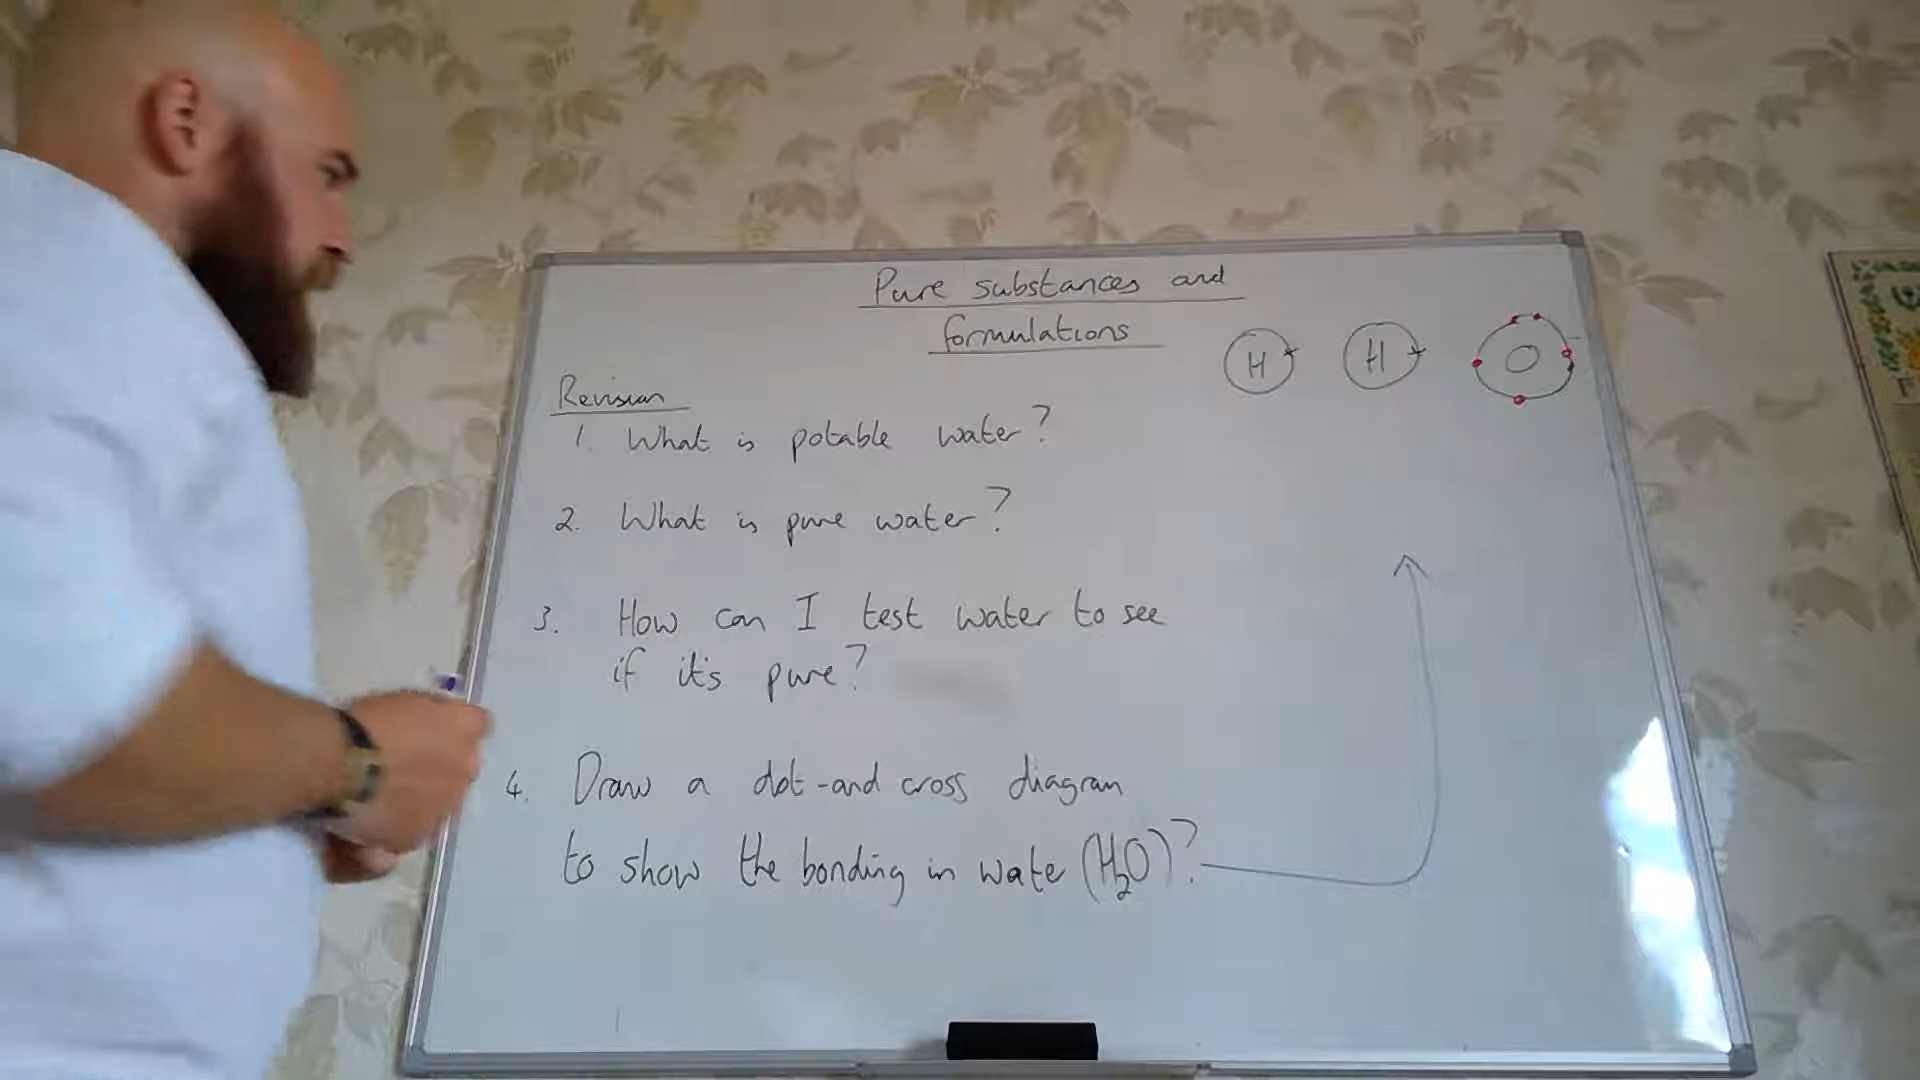 Pure substances and
formulations
H H O
Revision
1. What is potable water?
2. What is pure water?
3. How can I test water to see
if it's pure?
4. Draw a dot-and cross diagram
to show the bonding in wate (H₂O)?